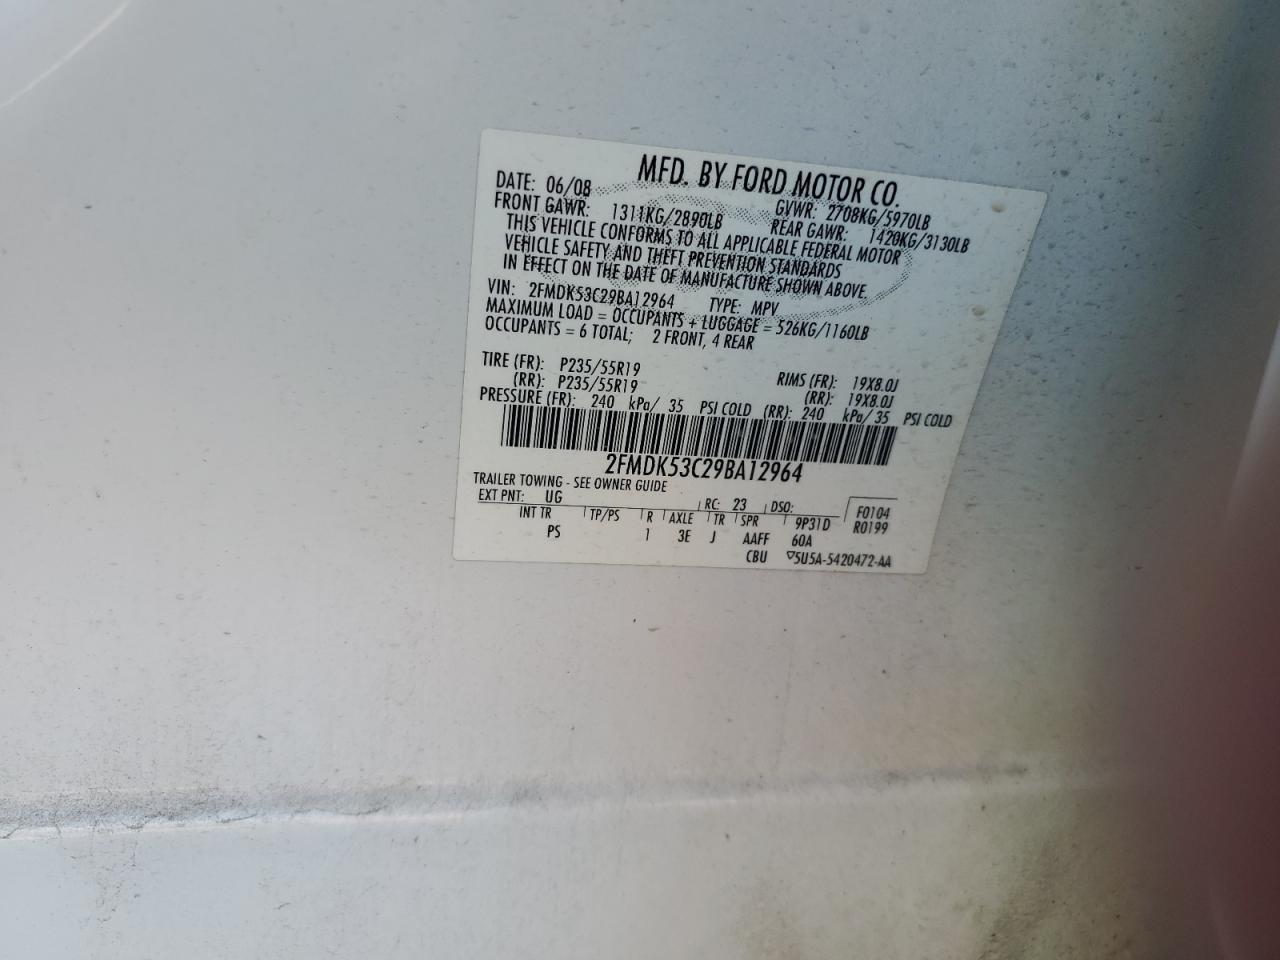 MFD. BY FORD MOTOR CO.
DATE: 06/08 GVWR: 2708KG/5970LB
FRONT GAWR: 1311KG/2890LB REAR GAWR: 1420KG/3130LB
THIS VEHICLE CONFORMS TO ALL APPLICABLE FEDERAL MOTOR
VEHICLE SAFETY AND THEFT PREVENTION STANDARDS
IN EFFECT ON THE DATE OF MANUFACTURE SHOWN ABOVE.
VIN: 2FMDK53C29BA12964 TYPE: MPV
MAXIMUM LOAD = OCCUPANTS + LUGGAGE = 526KG/1160LB
OCCUPANTS = 6 TOTAL; 2 FRONT, 4 REAR
TIRE (FR): P235/55R19 RIMS (FR): 19X8.0J
(RR): P235/55R19 (RR): 19X8.0J
PRESSURE (FR): 240 kPa/ 35 PSI COLD (RR): 240 kPa/ 35 PSI COLD
2FMDK53C29BA12964
TRAILER TOWING - SEE OWNER GUIDE
EXT PNT: UG RC: 23 DSO: F0104
INT TR TP/PS R AXLE TR SPR 9P31D R0199
PS 1 3E J AAFF 60A
CBU ▽5U5A-5420472-AA